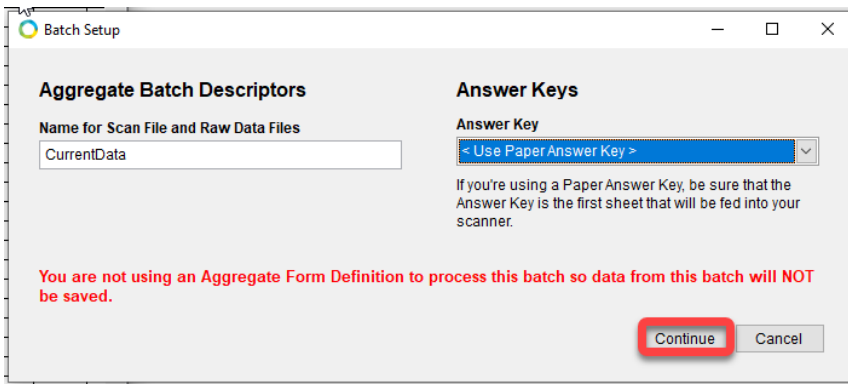 Batch Setup
Aggregate Batch Descriptors
Name for Scan File and Raw Data Files
CurrentData
Answer Keys
Answer Key
< Use Paper Answer Key >
If you're using a Paper Answer Key, be sure that the
Answer Key is the first sheet that will be fed into your
scanner.
You are not using an Aggregate Form Definition to process this batch so data from this batch will NOT
be saved.
Continue
Cancel